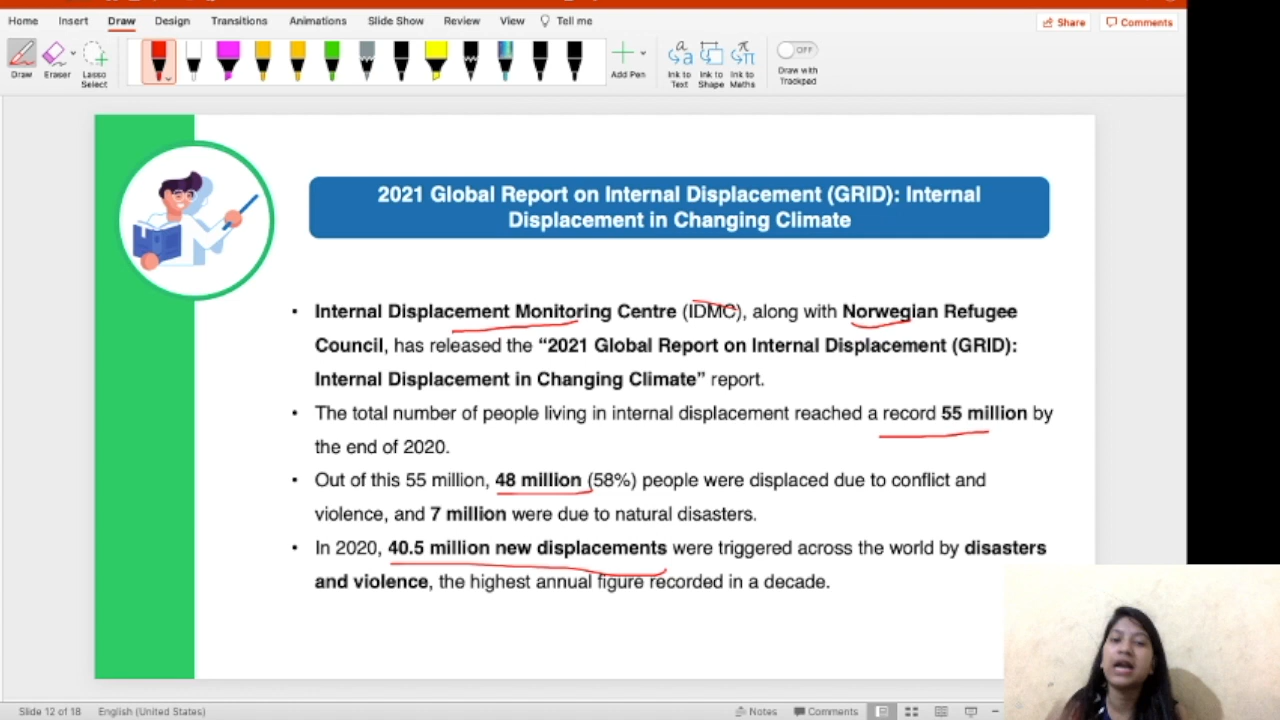 Home Insert Draw Design Transitions Animations Slide Show Review View Tell me Share Comments
OFF
Draw Eraser Lasso Select Add Pen Ink to Text Ink to Shape Ink to Maths Draw with Trackpad
2021 Global Report on Internal Displacement (GRID): Internal
Displacement in Changing Climate
• Internal Displacement Monitoring Centre (IDMC), along with Norwegian Refugee
Council, has released the “2021 Global Report on Internal Displacement (GRID):
Internal Displacement in Changing Climate” report.
• The total number of people living in internal displacement reached a record 55 million by
the end of 2020.
• Out of this 55 million, 48 million (58%) people were displaced due to conflict and
violence, and 7 million were due to natural disasters.
• In 2020, 40.5 million new displacements were triggered across the world by disasters
and violence, the highest annual figure recorded in a decade.
Slide 12 of 18 English (United States) Notes Comments